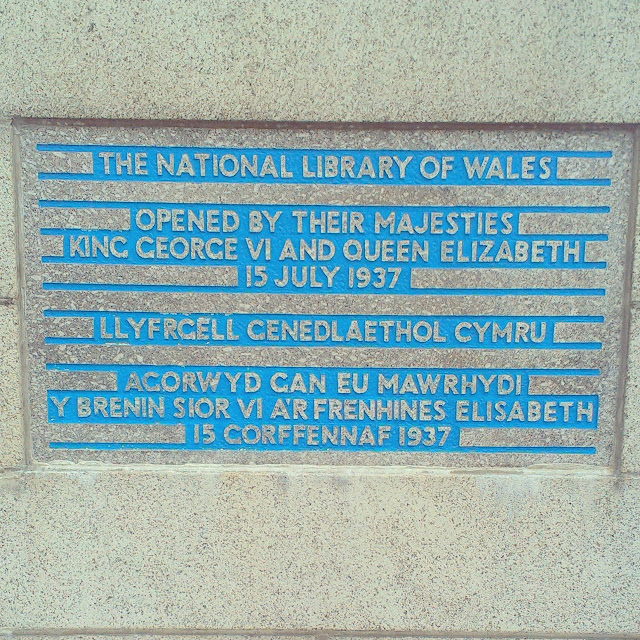 THE NATIONAL LIBRARY OF WALES
OPENED BY THEIR MAJESTIES
KING GEORGE VI AND QUEEN ELIZABETH
15 JULY 1937
LLYFRGELL GENEDLAETHOL CYMRU
AGORWYD GAN EU MAWRHYDI
Y BRENIN SIOR VI A'R FRENHINES ELISABETH
15 GORFFENNAF 1937